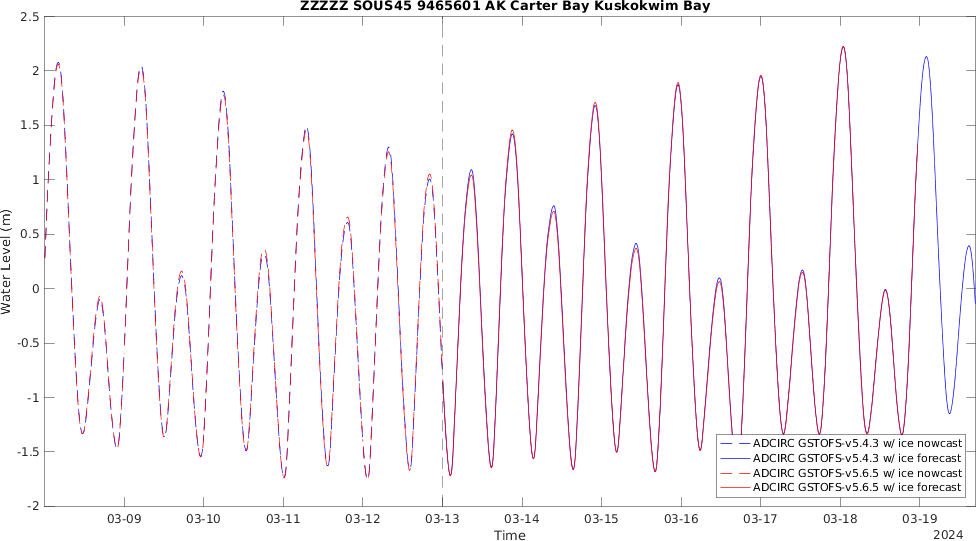 ZZZZZ SOUS45 9465601 AK Carter Bay Kuskokwim Bay
2.5
2
1.5
1
0.5
0
-0.5
-1
-1.5
-2
Water Level (m)
ADCIRC GSTOFS-v5.4.3 w/ ice nowcast
ADCIRC GSTOFS-v5.4.3 w/ ice forecast
ADCIRC GSTOFS-v5.6.5 w/ ice nowcast
ADCIRC GSTOFS-v5.6.5 w/ ice forecast
03-09 03-10 03-11 03-12 03-13 03-14 03-15 03-16 03-17 03-18 03-19
Time
2024